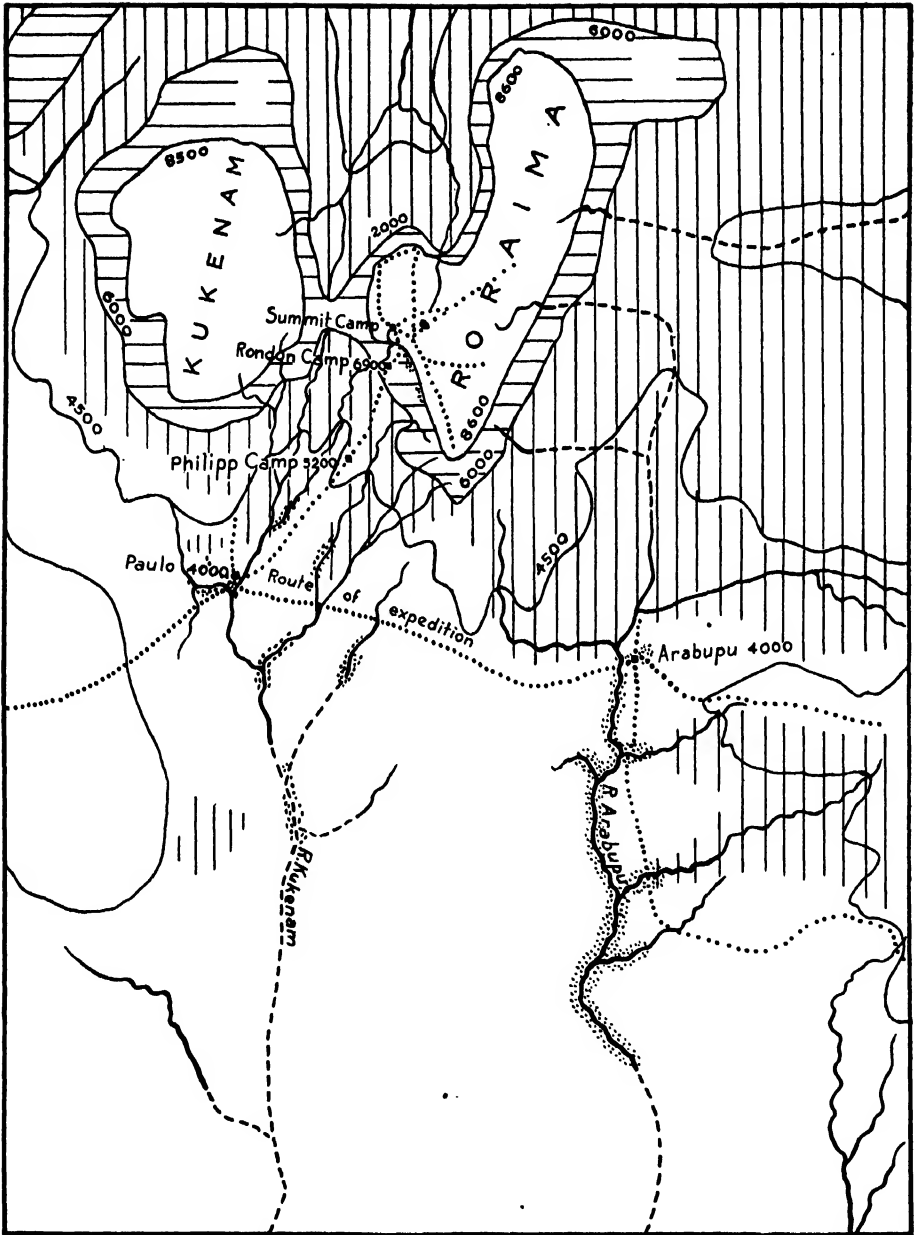 6000
8600
RORAIMA
8500
KUKENAM
2000
6000
Summit Camp
Rondon Camp 6900
4500
8600
Philipp Camp 5200
6000
4500
Paulo 4000
Route of expedition
Arabupu 4000
R Arabupu
R.Kukenam